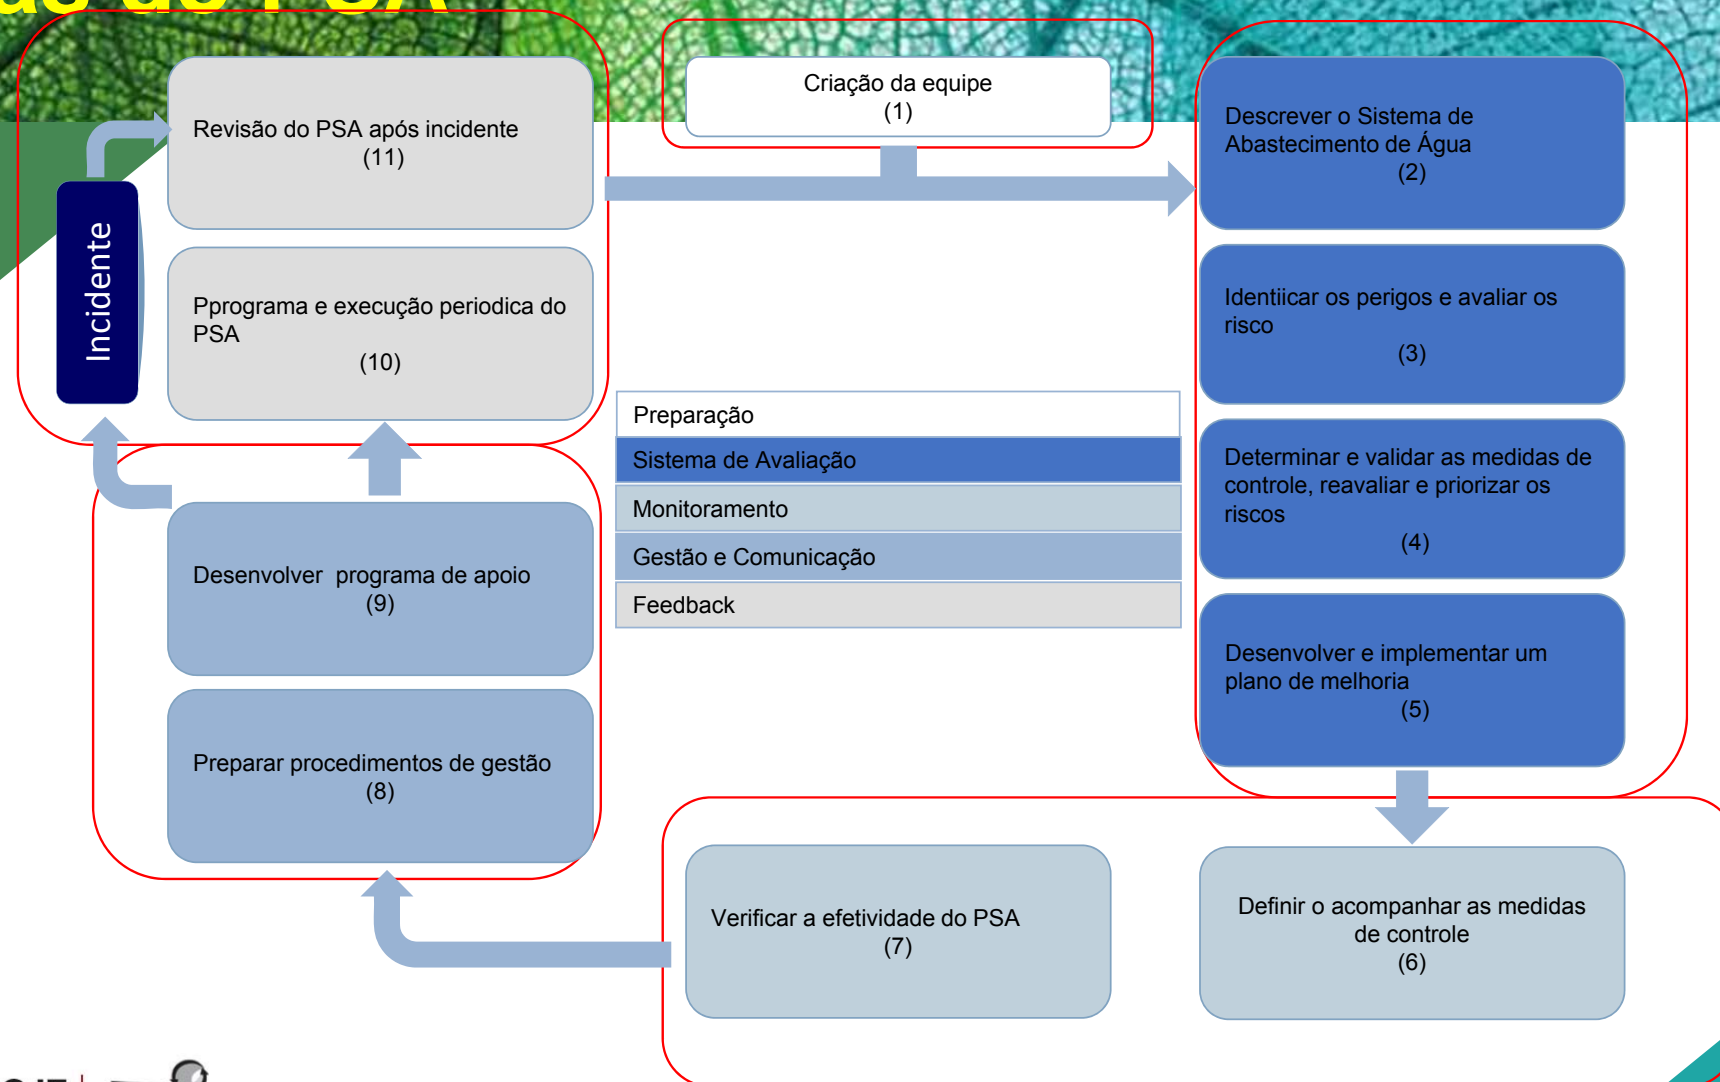 do PSA
Criação da equipe
(1)
Revisão do PSA após incidente
(11)
Descrever o Sistema de
Abastecimento de Água
(2)
Incidente
Pprograma e execução periodica do
PSA
(10)
Identiicar os perigos e avaliar os
risco
(3)
Preparação
Sistema de Avaliação
Monitoramento
Gestão e Comunicação
Feedback
Determinar e validar as medidas de
controle, reavaliar e priorizar os
riscos
(4)
Desenvolver programa de apoio
(9)
Desenvolver e implementar um
plano de melhoria
(5)
Preparar procedimentos de gestão
(8)
Verificar a efetividade do PSA
(7)
Definir o acompanhar as medidas
de controle
(6)